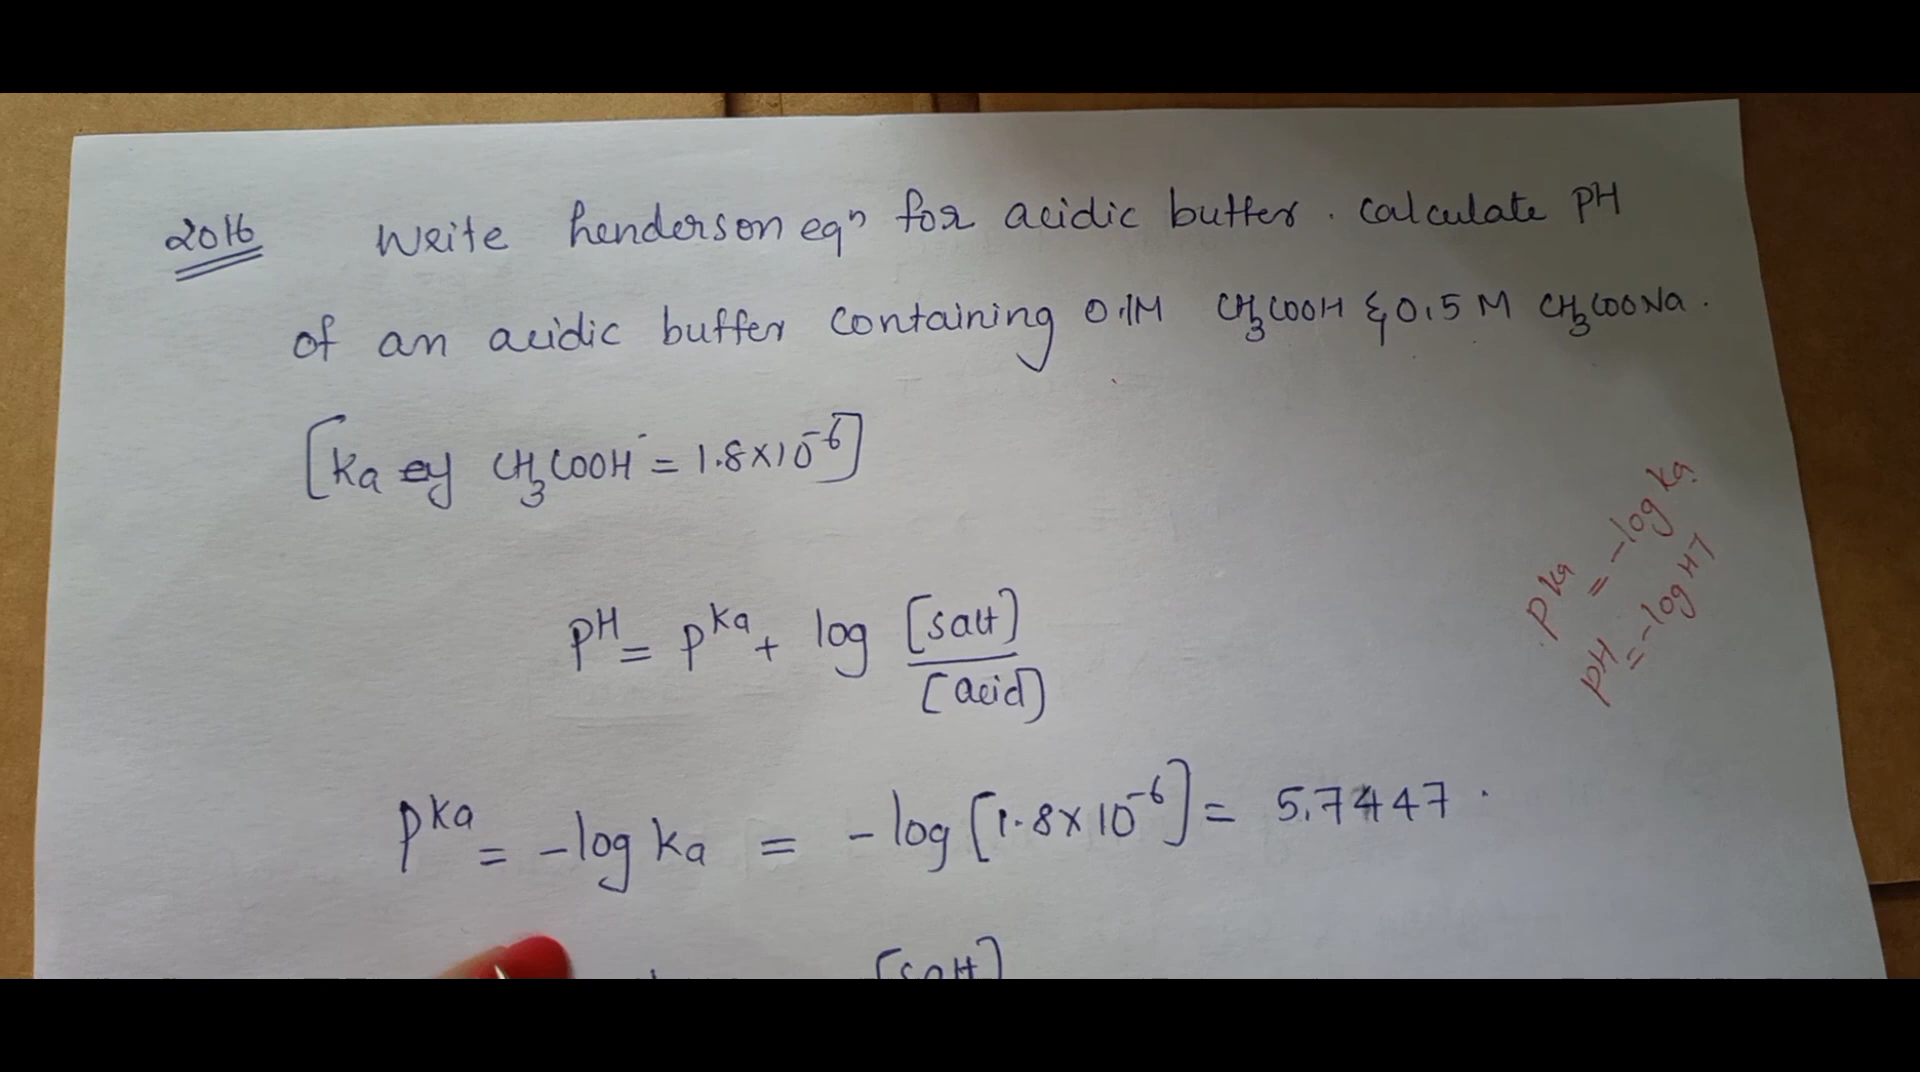 2016 Write henderson eqⁿ for acidic buffer. Calculate PH
of an acidic buffer containing 0.1M CH₃COOH & 0.5 M CH₃COONa.
[Ka of CH₃COOH = 1.8×10⁻⁶]
pH = pKa + log [salt]
[acid]
pKa = -log Ka = -log [1.8×10⁻⁶] = 5.7447.
[salt]
pKa = -log Ka
pH = -log H⁺